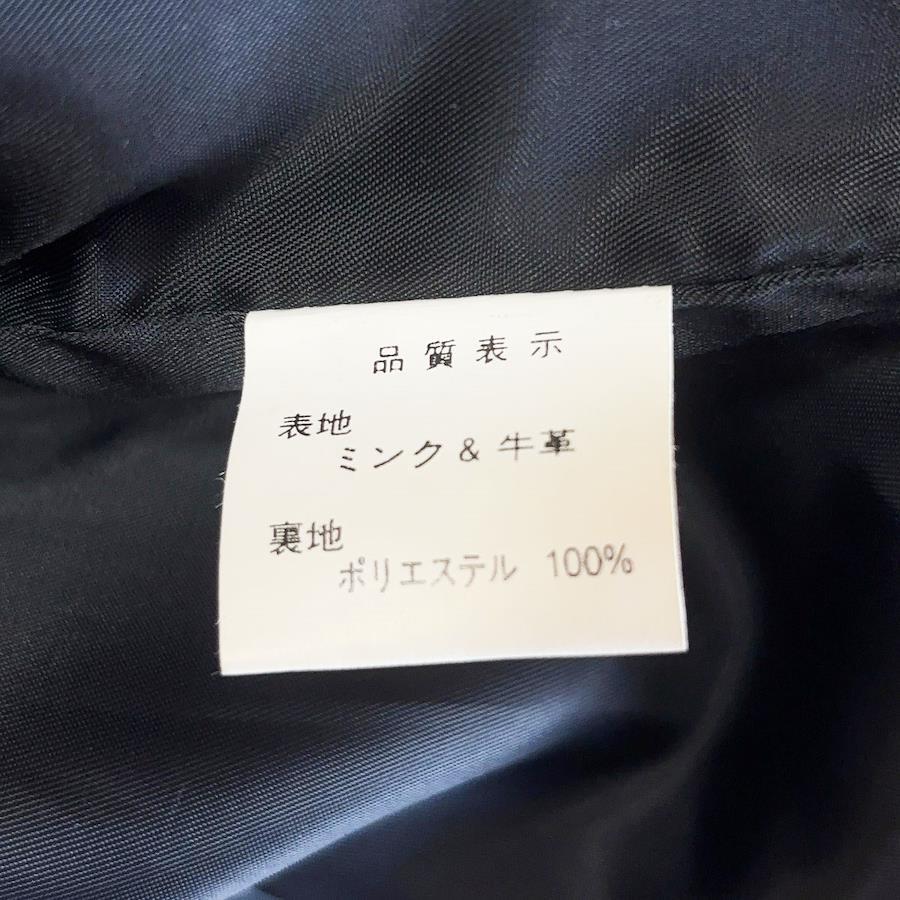 品質表示
表地
ミンク & 牛革
裏地
ポリエステル 100%